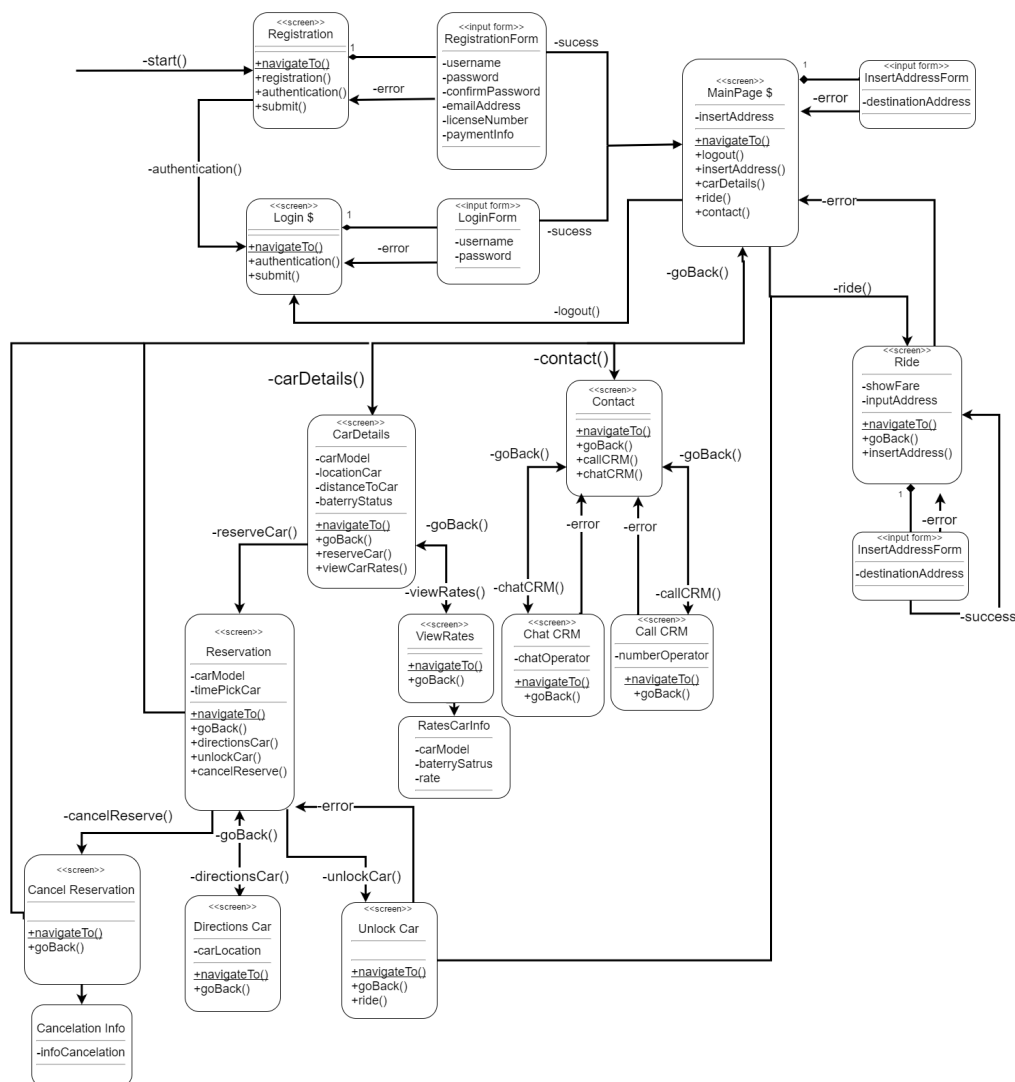 <<screen>>
Registration
+navigateTo()
+registration()
+authentication()
+submit()
-start()
1
-error
<<input form>>
RegistrationForm
-username
-password
-confirmPassword
-emailAddress
-licenseNumber
-paymentInfo
-sucess
<<screen>>
MainPage $
-insertAddress
+navigateTo()
+logout()
+insertAddress()
+carDetails()
+ride()
+contact()
1
-error
<<input form>>
InsertAddressForm
-destinationAddress
-authentication()
<<screen>>
Login $
+navigateTo()
+authentication()
+submit()
1
-error
<<input form>>
LoginForm
-username
-password
-sucess
-error
-goBack()
-logout()
-ride()
-carDetails()
-contact()
<<screen>>
Ride
-showFare
-inputAddress
+navigateTo()
+goBack()
+insertAddress()
1
-error
<<input form>>
InsertAddressForm
-destinationAddress
-success
<<screen>>
CarDetails
-carModel
-locationCar
-distanceToCar
-baterryStatus
+navigateTo()
+goBack()
+reserveCar()
+viewCarRates()
<<screen>>
Contact
+navigateTo()
+goBack()
+callCRM()
+chatCRM()
-goBack()
-goBack()
-error
-error
-chatCRM()
-callCRM()
-reserveCar()
-goBack()
-viewRates()
<<screen>>
Reservation
-carModel
-timePickCar
+navigateTo()
+goBack()
+directionsCar()
+unlockCar()
+cancelReserve()
<<screen>>
ViewRates
+navigateTo()
+goBack()
RatesCarInfo
-carModel
-baterrySatrus
-rate
<<screen>>
Chat CRM
-chatOperator
+navigateTo()
+goBack()
<<screen>>
Call CRM
-numberOperator
+navigateTo()
+goBack()
-cancelReserve()
-goBack()
-error
-directionsCar()
-unlockCar()
<<screen>>
Cancel Reservation
+navigateTo()
+goBack()
Cancelation Info
-infoCancelation
<<screen>>
Directions Car
-carLocation
+navigateTo()
+goBack()
<<screen>>
Unlock Car
+navigateTo()
+goBack()
+ride()